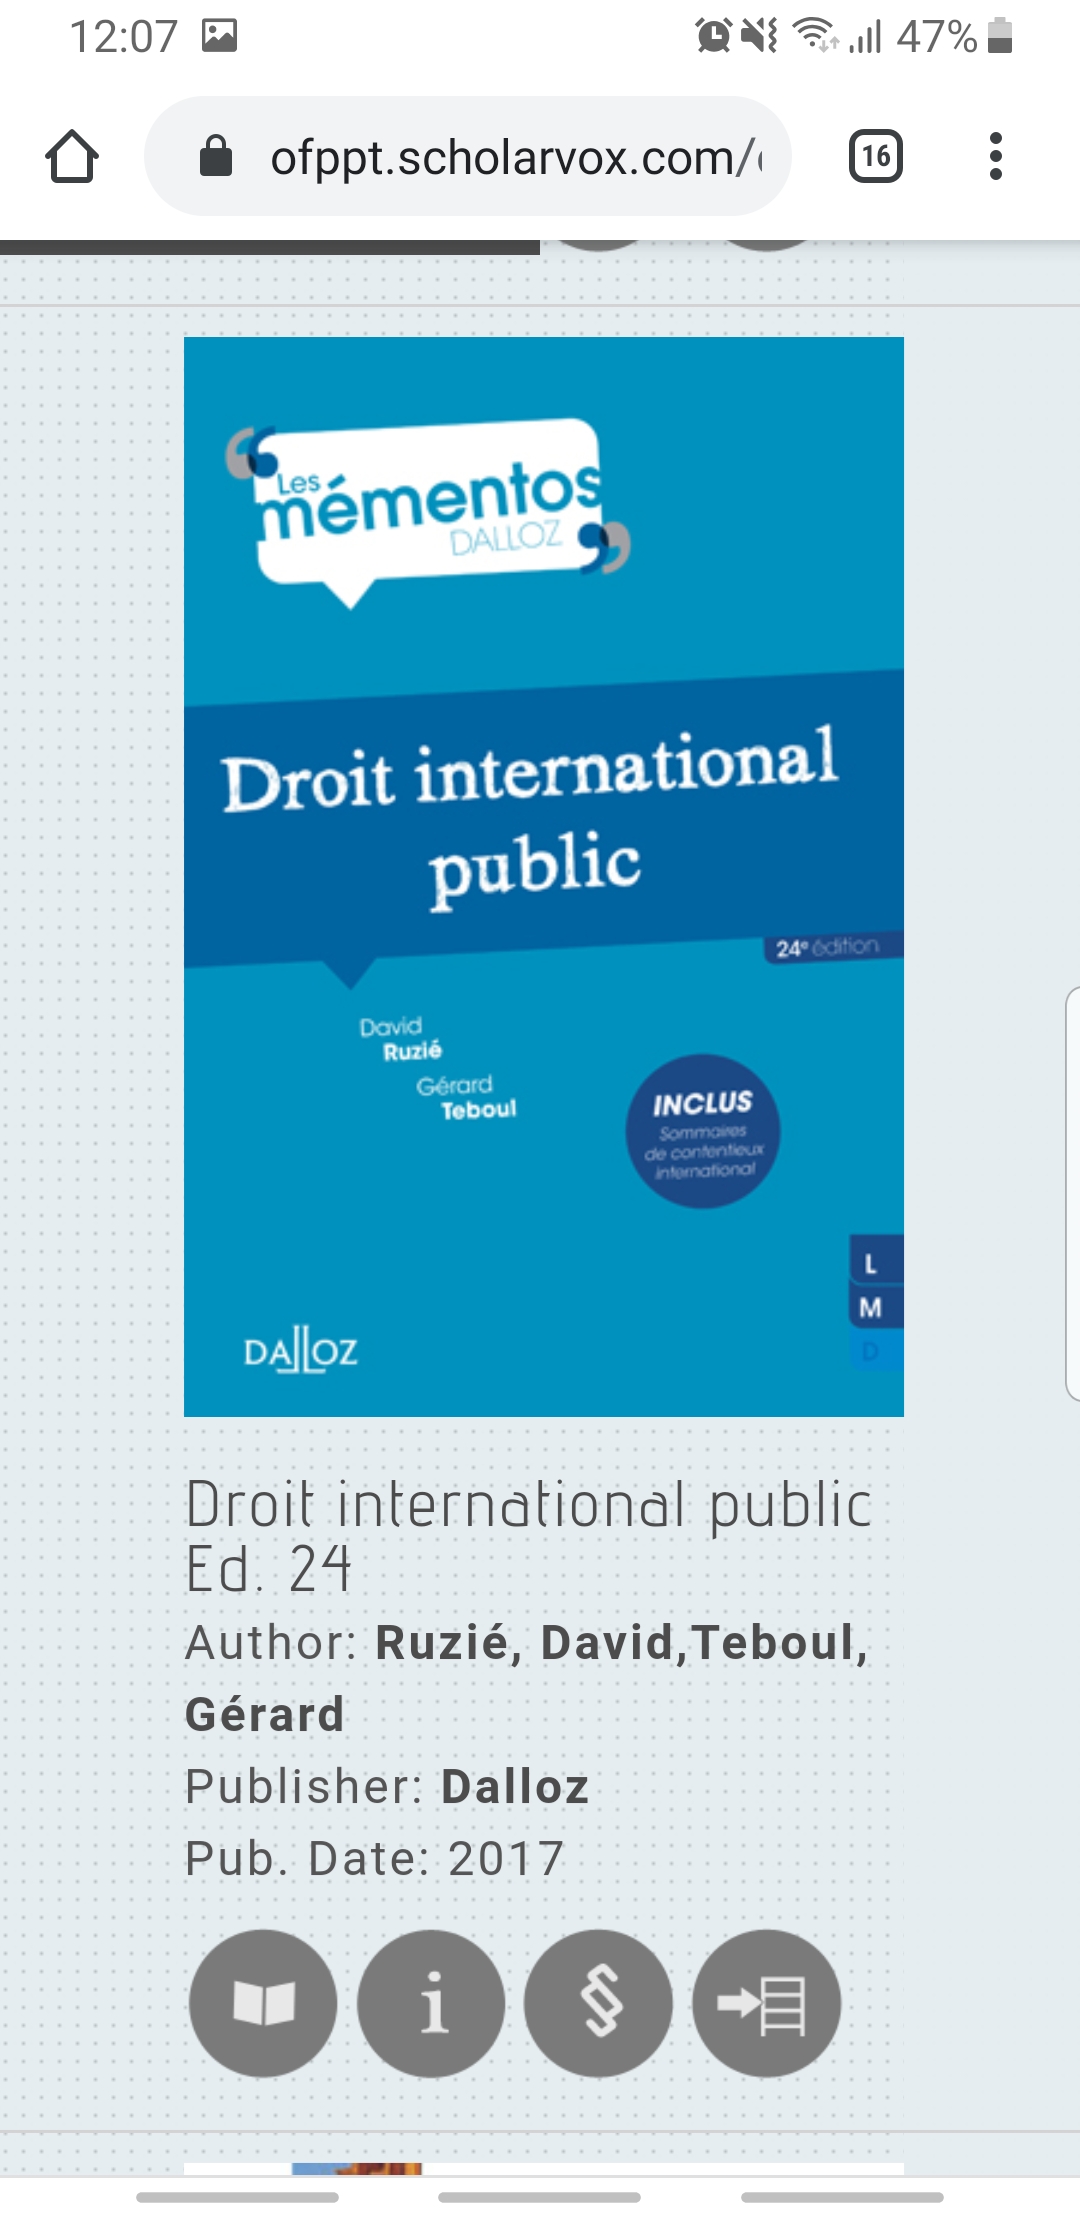 12:07 47%
ofppt.scholarvox.com/
16
Les
mémentos
DALLOZ
Droit international
public
24e édition
David
Ruzié
Gérard
Teboul
INCLUS
Sommaires
de contentieux
international
L
M
D
DALLOZ
Droit international public
Ed. 24
Author: Ruzié, David,Teboul,
Gérard
Publisher: Dalloz
Pub. Date: 2017